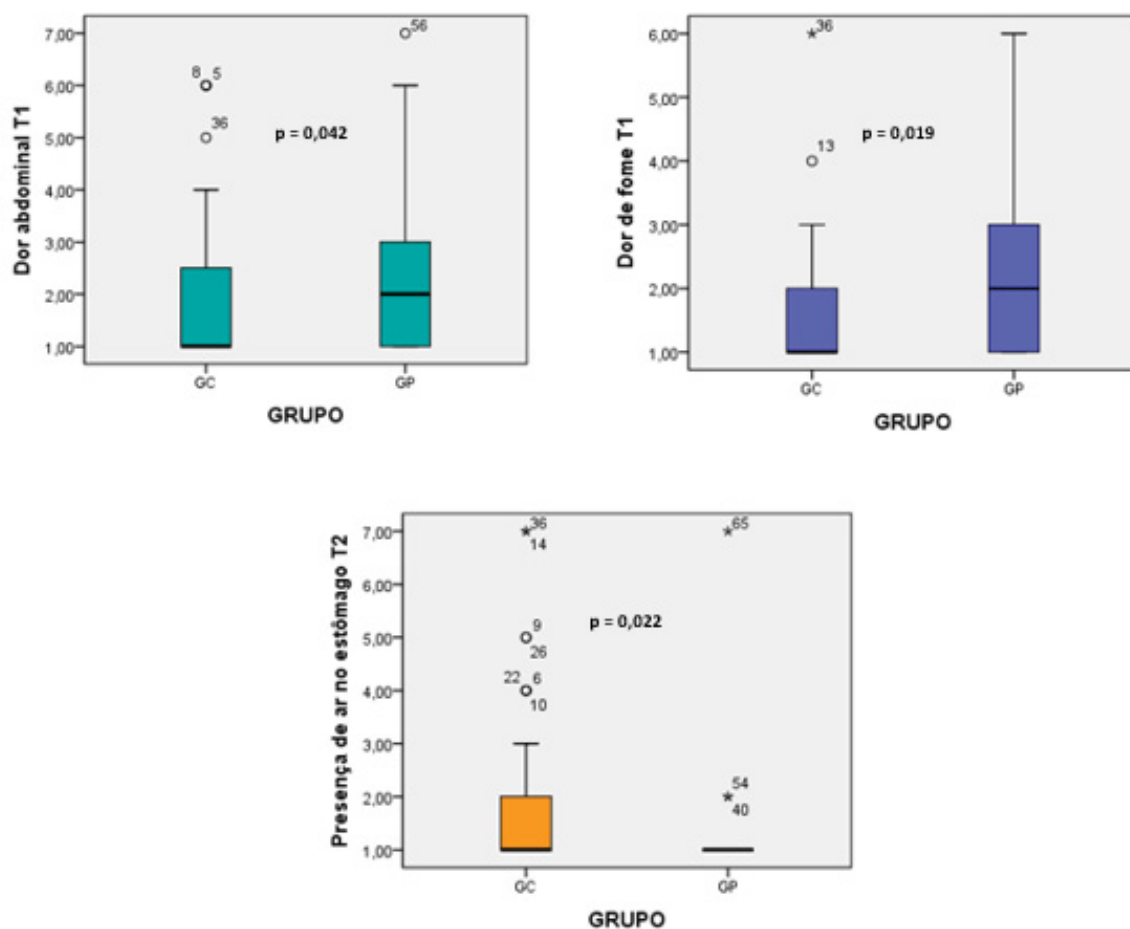 Dor abdominal T1
7,00
6,00
5,00
4,00
3,00
2,00
1,00
8 5
36
56
p = 0,042
GC GP
GRUPO
Dor de fome T1
6,00
5,00
4,00
3,00
2,00
1,00
36
13
p = 0,019
GC GP
GRUPO
Presença de ar no estômago T2
7,00
6,00
5,00
4,00
3,00
2,00
1,00
36
14
9
26
22 6
10
65
54
40
p = 0,022
GC GP
GRUPO